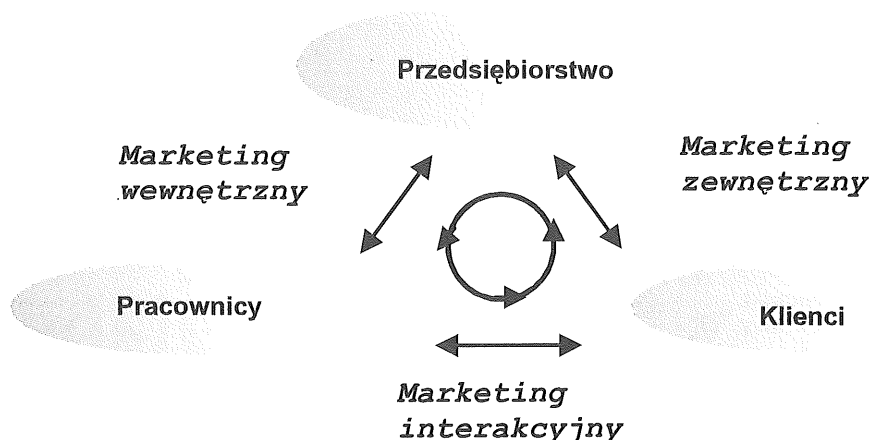 Przedsiębiorstwo
Marketing
wewnętrzny
Marketing
zewnętrzny
Pracownicy
Klienci
Marketing
interakcyjny